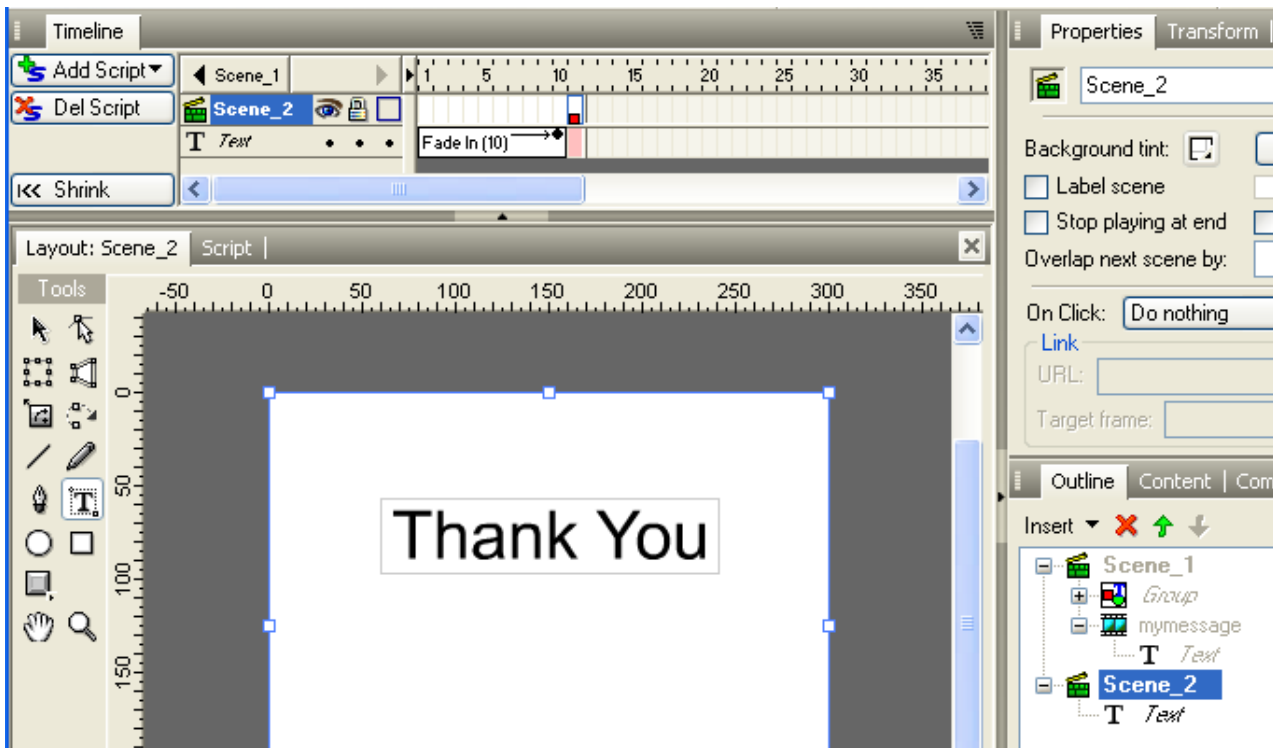 Timeline
Add Script
Del Script
Shrink
Scene_1
1 5 10 15 20 25 30 35
Scene_2
T Text
Fade In (10)
Layout: Scene_2 Script
Tools
-50 0 50 100 150 200 250 300 350
0
50
100
150
T
Thank You
Properties Transform
Scene_2
Background tint:
Label scene
Stop playing at end
Overlap next scene by:
On Click: Do nothing
Link
URL:
Target frame:
Outline Content Com
Insert
Scene_1
Group
mymessage
T Text
Scene_2
T Text